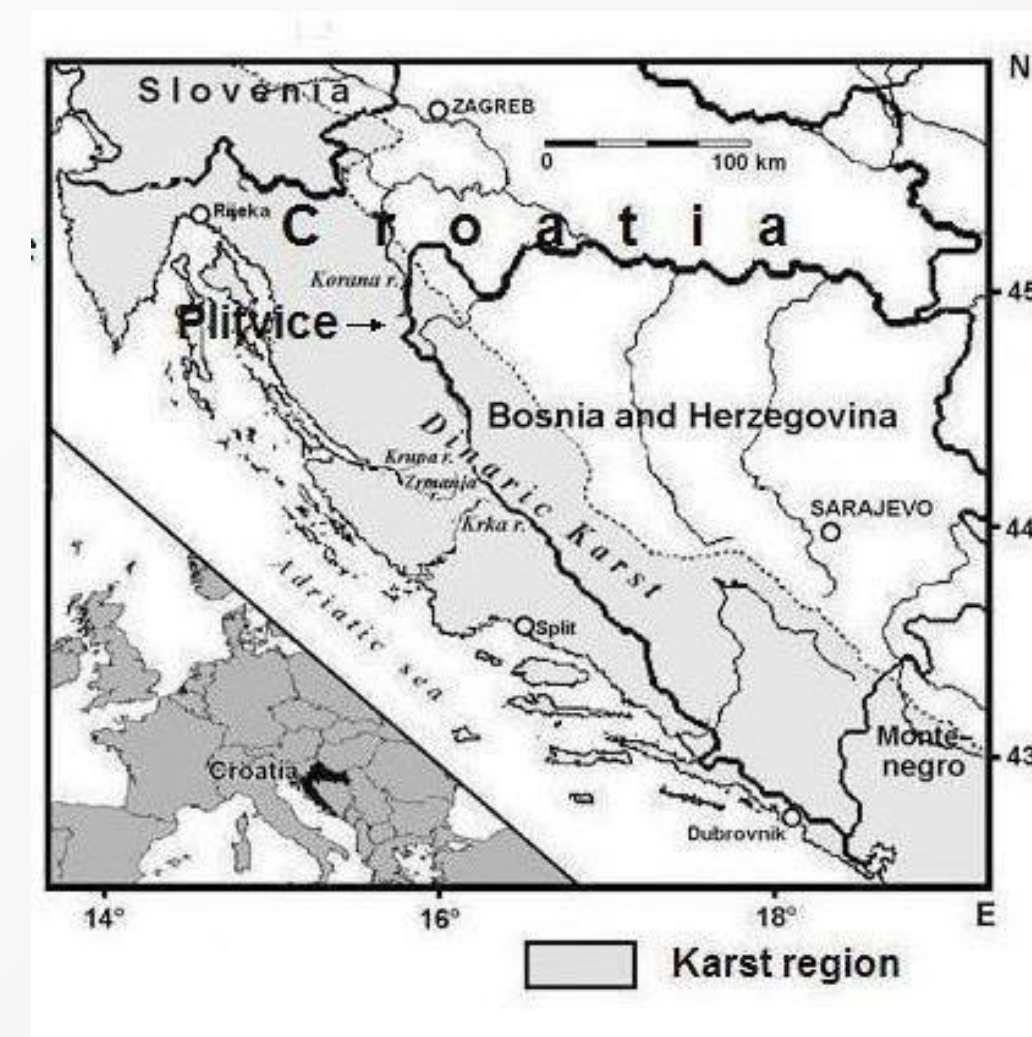 N
Slovenia
ZAGREB
0 100 km
Rijeka
Croatia
Korana r.
45
Plitvice
Bosnia and Herzegovina
Dinaric Karst
Krupa r.
Zrmanja
r.
Krka r.
SARAJEVO
44
Adriatic sea
Split
Monte-
negro
43
Croatia
Dubrovnik
14° 16° 18° E
Karst region